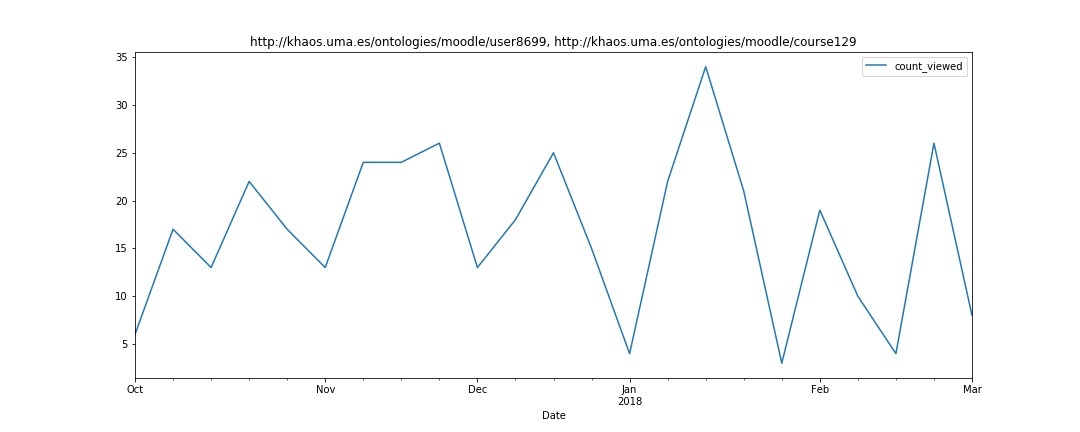 http://khaos.uma.es/ontologies/moodle/user8699, http://khaos.uma.es/ontologies/moodle/course129
count_viewed
35
30
25
20
15
10
5
Oct Nov Dec Jan Feb Mar
2018
Date